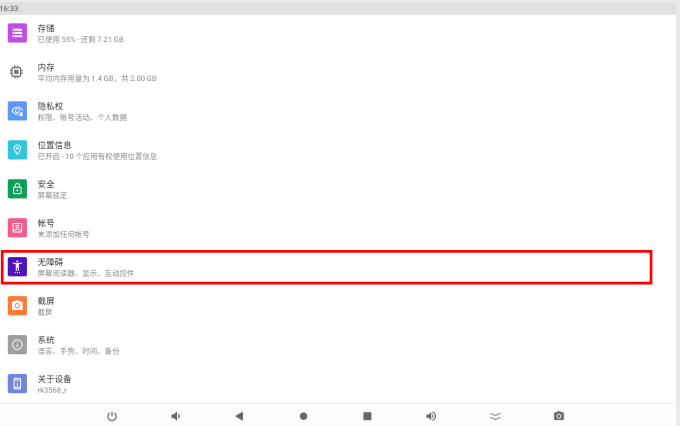 16:33
存储
已使用 55% - 还剩 7.21 GB
内存
平均内存用量为 1.4 GB，共 2.00 GB
隐私权
权限、帐号活动、个人数据
位置信息
已开启 - 10 个应用有权使用位置信息
安全
屏幕锁定
帐号
未添加任何帐号
无障碍
屏幕阅读器、显示、互动控件
截屏
截屏
系统
语言、手势、时间、备份
关于设备
rk3568_r